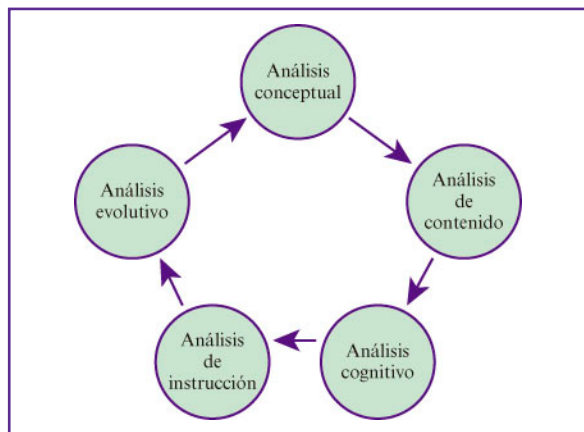 Análisis
conceptual
Análisis
de
contenido
Análisis
cognitivo
Análisis
de
instrucción
Análisis
evolutivo